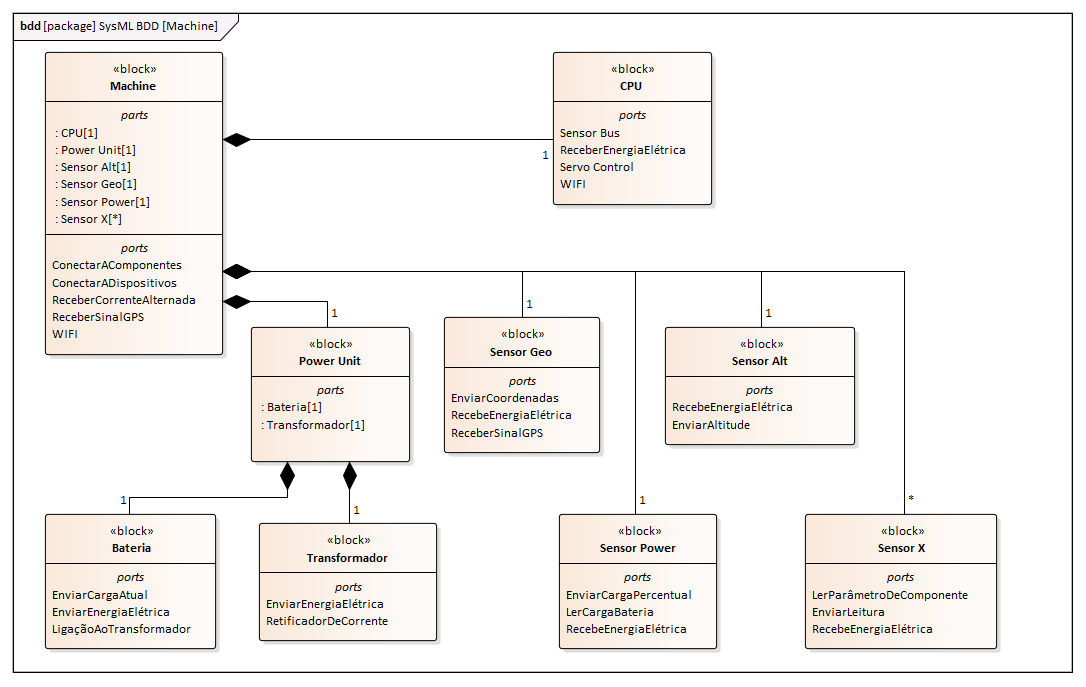 bdd [package] SysML BDD [Machine]
«block»
Machine
parts
: CPU[1]
: Power Unit[1]
: Sensor Alt[1]
: Sensor Geo[1]
: Sensor Power[1]
: Sensor X[*]
ports
ConectarAComponentes
ConectarADispositivos
ReceberCorrenteAlternada
ReceberSinalGPS
WIFI
«block»
CPU
ports
Sensor Bus
ReceberEnergiaElétrica
Servo Control
WIFI
1
1
«block»
Power Unit
parts
: Bateria[1]
: Transformador[1]
1
«block»
Sensor Geo
ports
EnviarCoordenadas
RecebeEnergiaElétrica
ReceberSinalGPS
1
«block»
Sensor Alt
ports
RecebeEnergiaElétrica
EnviarAltitude
1
«block»
Bateria
ports
EnviarCargaAtual
EnviarEnergiaElétrica
LigaçãoAoTransformador
1
«block»
Transformador
ports
EnviarEnergiaElétrica
RetificadorDeCorrente
1
«block»
Sensor Power
ports
EnviarCargaPercentual
LerCargaBateria
RecebeEnergiaElétrica
*
«block»
Sensor X
ports
LerParâmetroDeComponente
EnviarLeitura
RecebeEnergiaElétrica